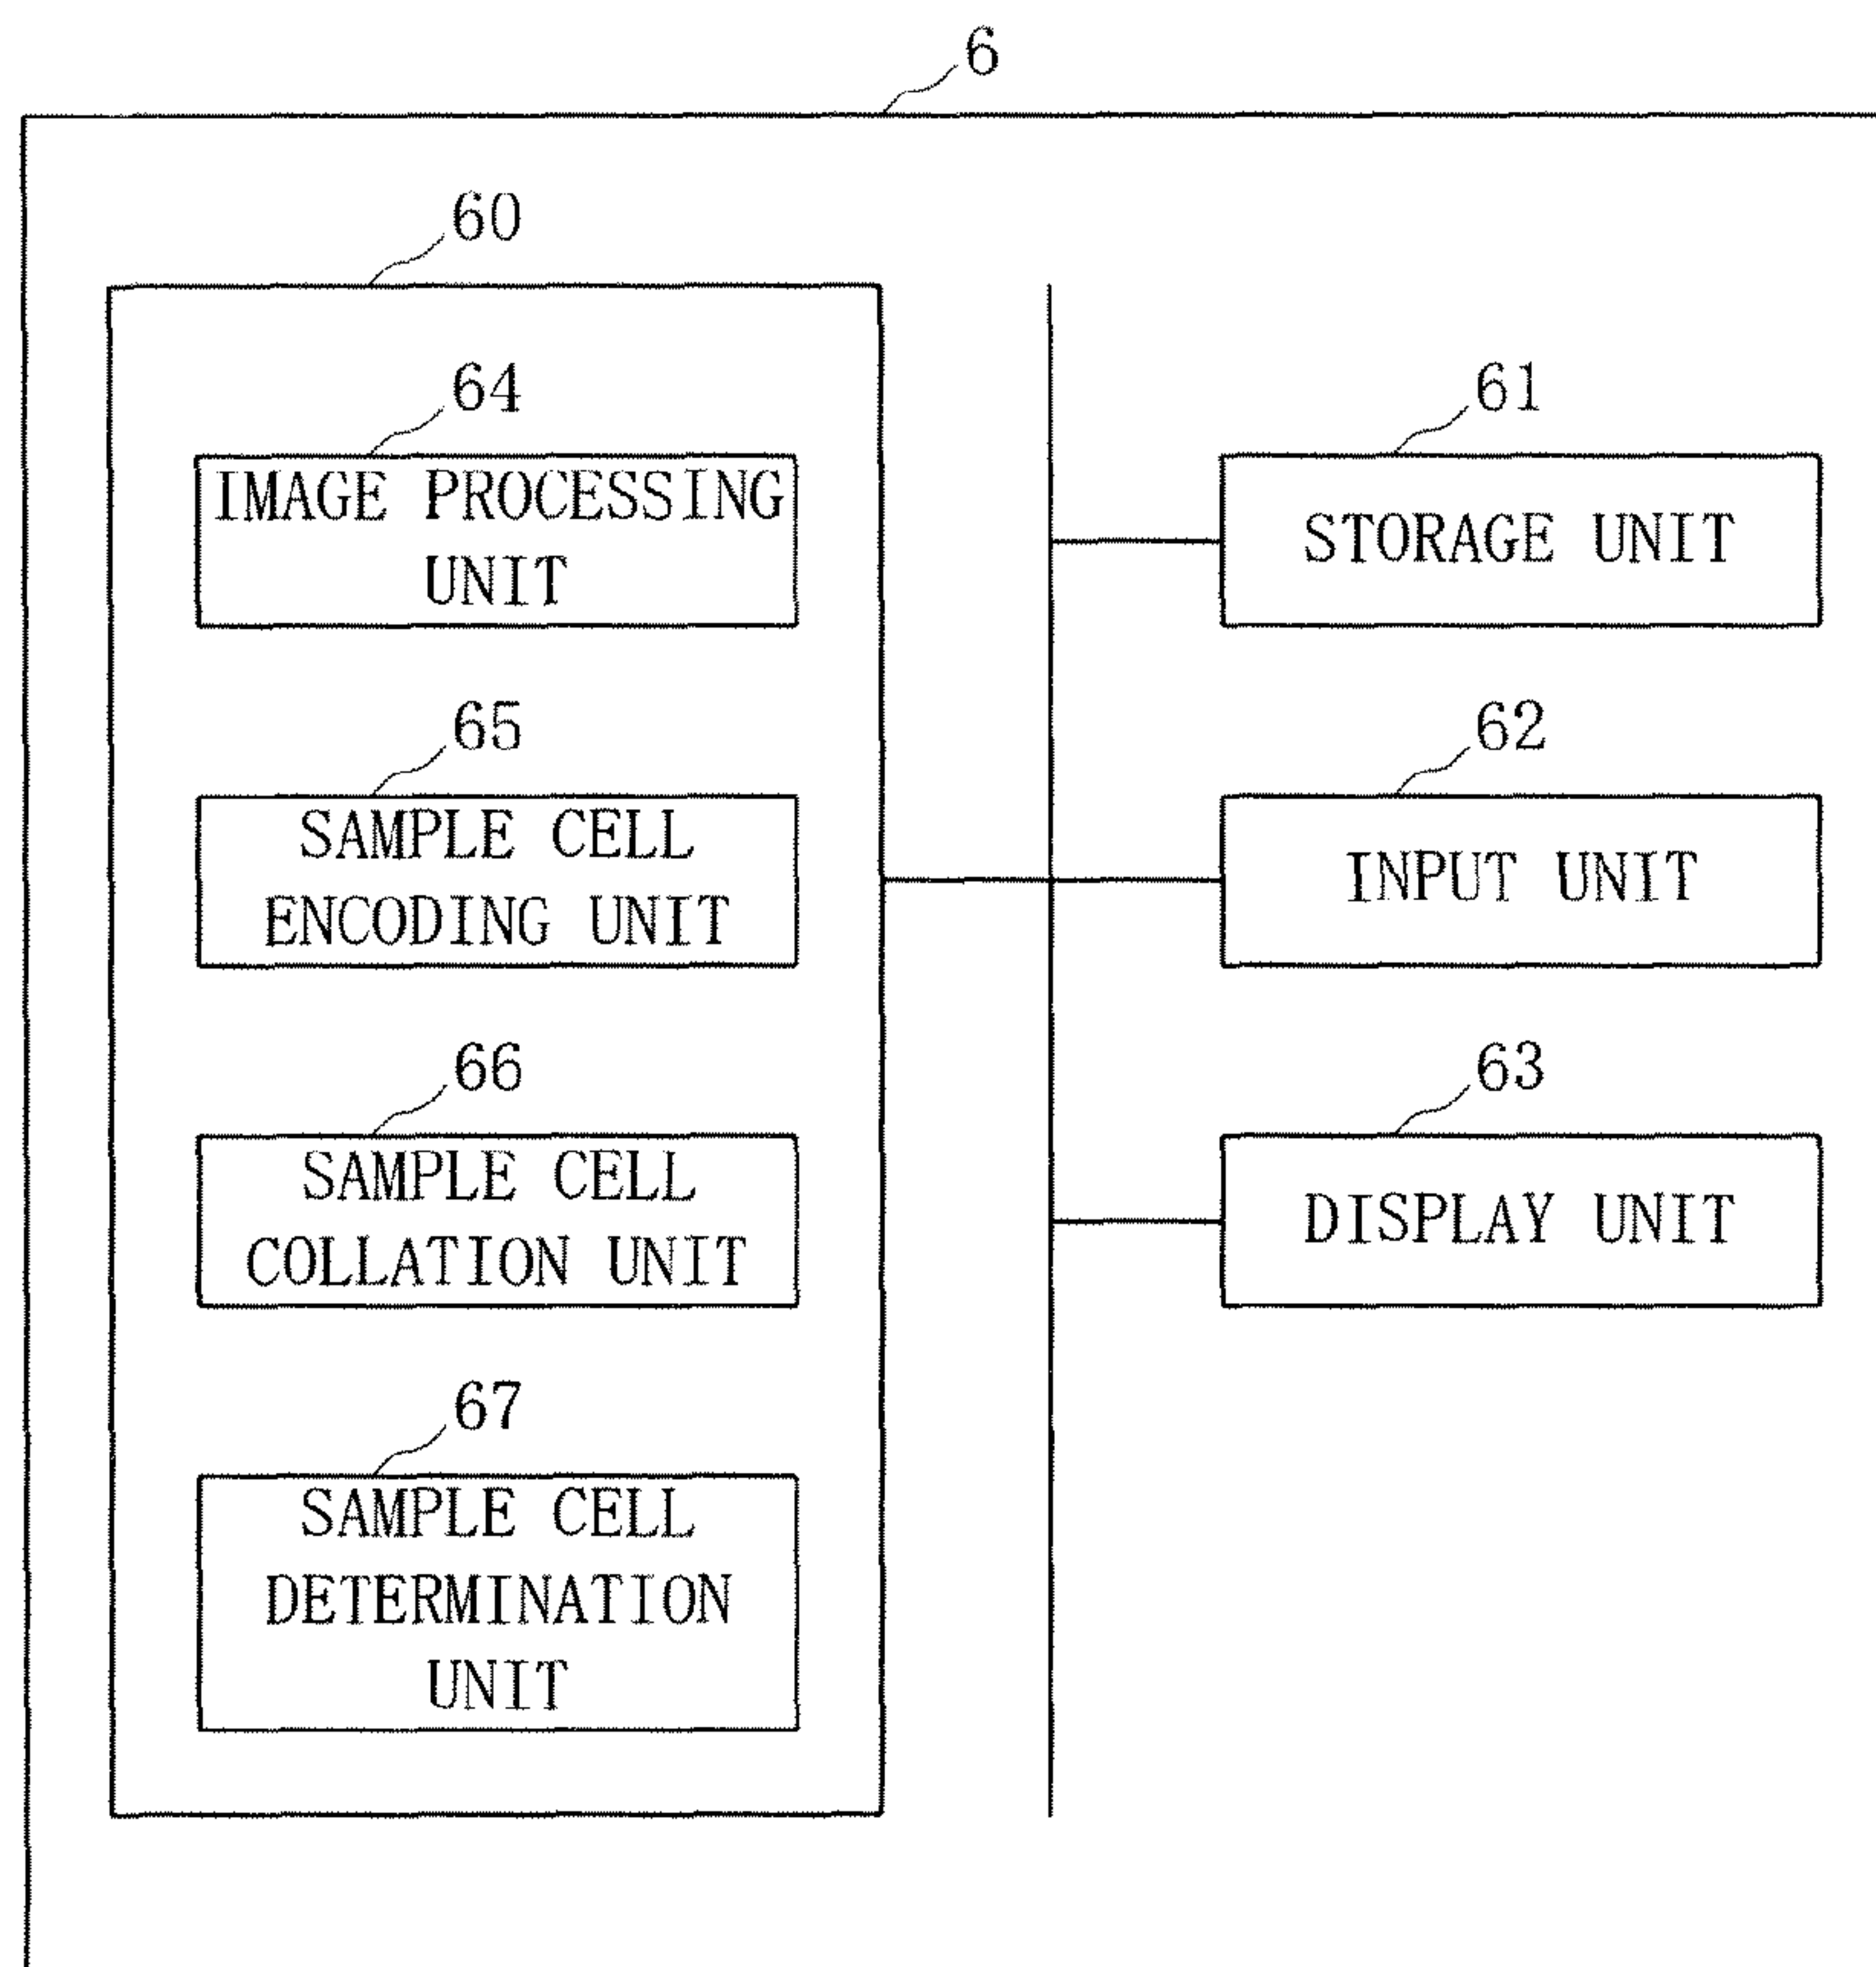 6
60
64
IMAGE PROCESSING
UNIT
65
SAMPLE CELL
ENCODING UNIT
66
SAMPLE CELL
COLLATION UNIT
67
SAMPLE CELL
DETERMINATION
UNIT
61
STORAGE UNIT
62
INPUT UNIT
63
DISPLAY UNIT